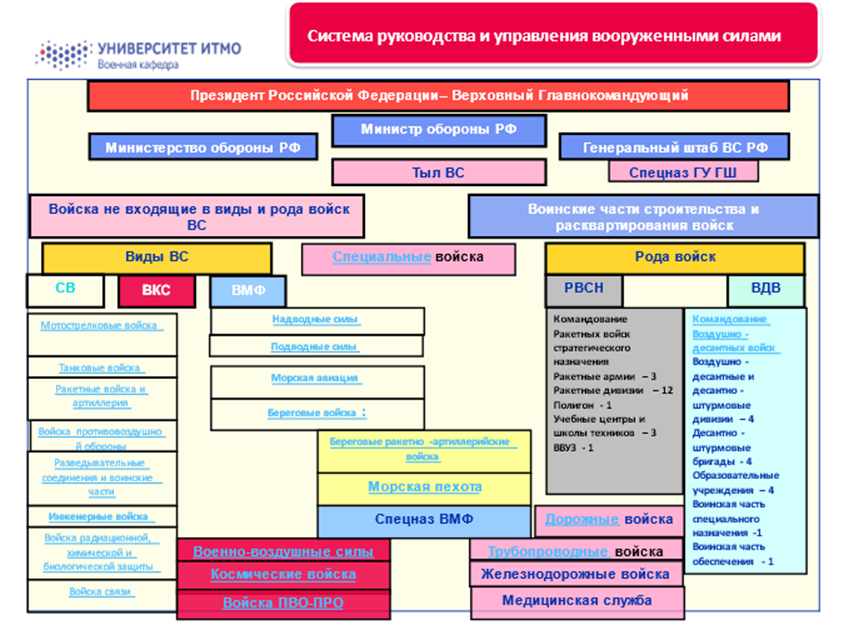 УНИВЕРСИТЕТ ИТМО
Военная кафедра
Система руководства и управления вооруженными силами
Президент Российской Федерации– Верховный Главнокомандующий
Министр обороны РФ
Министерство обороны РФ
Генеральный штаб ВС РФ
Тыл ВС
Спецназ ГУ ГШ
Войска не входящие в виды и рода войск
ВС
Воинские части строительства и
расквартирования войск
Виды ВС
Специальные войска
Рода войск
СВ
ВКС
ВМФ
РВСН
ВДВ
Мотострелковые войска
Танковые войска
Ракетные войска и
артиллерия
Войска противовоздушно
й обороны
Разведывательные
соединения и воинские
части
Инженерные войска
Войска радиационной,
химической и
биологической защиты
Войска связи
Надводные силы
Подводные силы
Морская авиация
Береговые войска :
Береговые ракетно -артиллерийские
войска
Морская пехота
Спецназ ВМФ
Военно-воздушные силы
Космические войска
Войска ПВО-ПРО
Командование
Ракетных войск
стратегического
назначения
Ракетные армии – 3
Ракетные дивизии – 12
Полигон - 1
Учебные центры и
школы техников – 3
ВВУЗ - 1
Командование
Воздушно -
десантных войск
Воздушно -
десантные и
десантно -
штурмовые
дивизии – 4
Десантно -
штурмовые
бригады - 4
Образовательные
учреждения – 4
Воинская часть
специального
назначения -1
Воинская часть
обеспечения - 1
Дорожные войска
Трубопроводные войска
Железнодорожные войска
Медицинская служба